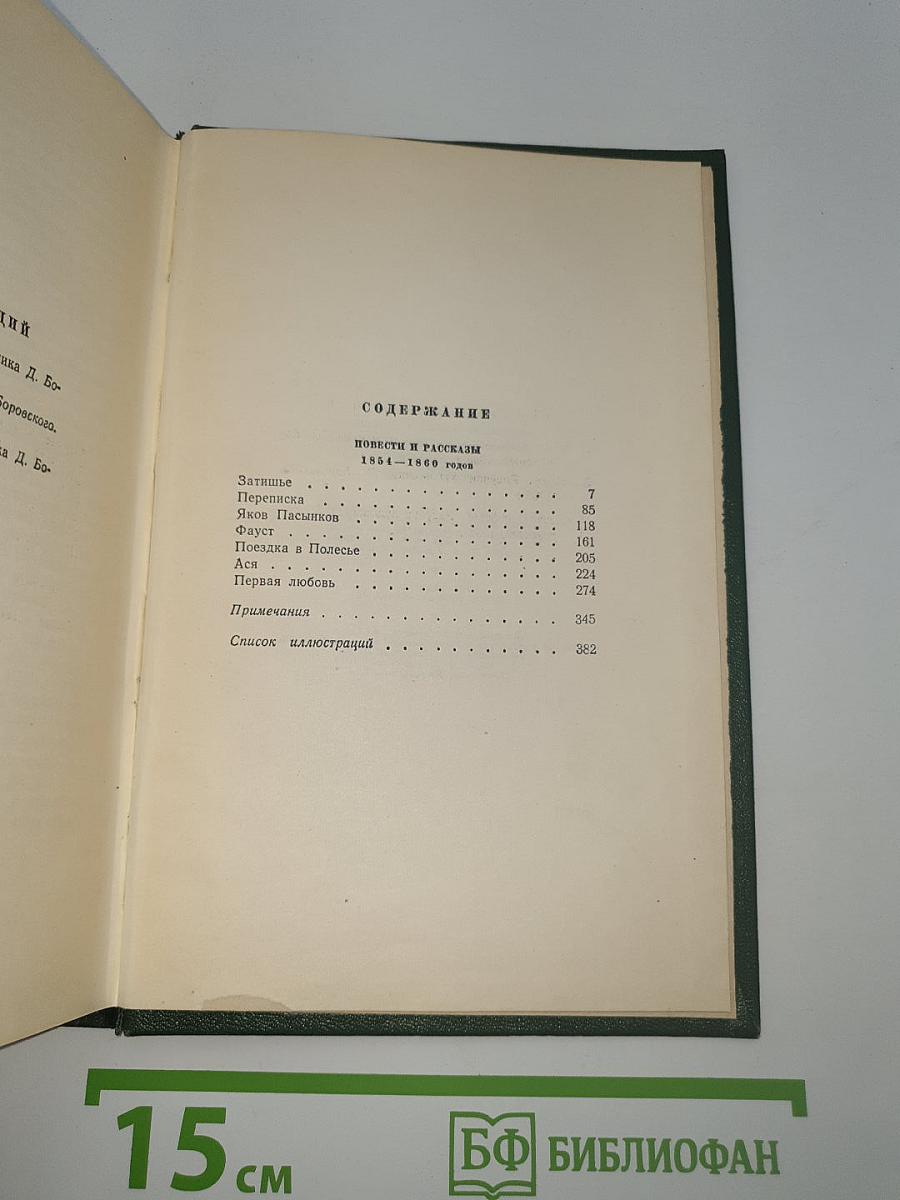 ций
ика Д. Бо-
Боровского.
ка Д. Бо-
СОДЕРЖАНИЕ
ПОВЕСТИ И РАССКАЗЫ
1854—1860 годов
Затишье . . . . . . . . . . . . 7
Переписка . . . . . . . . . . . 85
Яков Пасынков . . . . . . . . . . 118
Фауст . . . . . . . . . . . . . 161
Поездка в Полесье . . . . . . . . . 205
Ася . . . . . . . . . . . . . . 224
Первая любовь . . . . . . . . . . 274
Примечания . . . . . . . . . . . . 345
Список иллюстраций . . . . . . . . . . 382
15 см
БФ БИБЛИОФАН